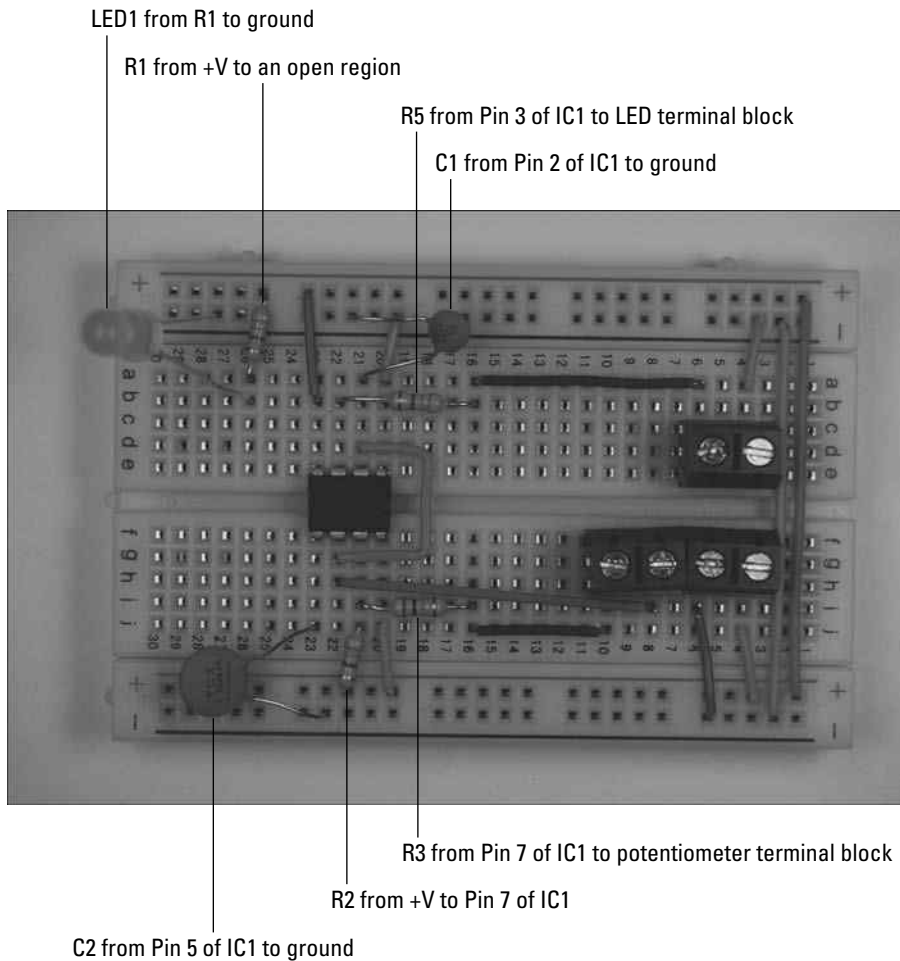 LED1 from R1 to ground
R1 from +V to an open region
R5 from Pin 3 of IC1 to LED terminal block
C1 from Pin 2 of IC1 to ground
+ +
- -
a a
b b
c c
d d
e e
f f
g g
h h
i i
j j
+ +
- -
R3 from Pin 7 of IC1 to potentiometer terminal block
R2 from +V to Pin 7 of IC1
C2 from Pin 5 of IC1 to ground